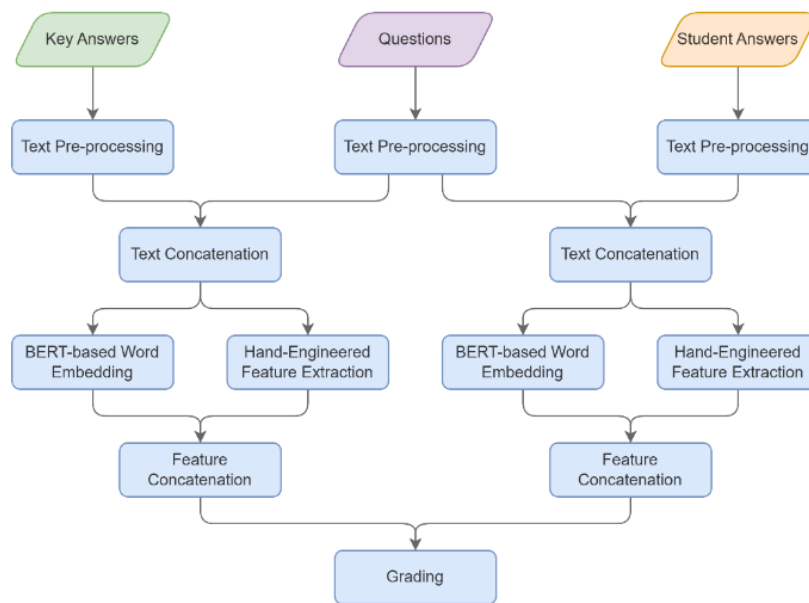 Key Answers
Questions
Student Answers
Text Pre-processing
Text Pre-processing
Text Pre-processing
Text Concatenation
Text Concatenation
BERT-based Word
Embedding
Hand-Engineered
Feature Extraction
BERT-based Word
Embedding
Hand-Engineered
Feature Extraction
Feature
Concatenation
Feature
Concatenation
Grading